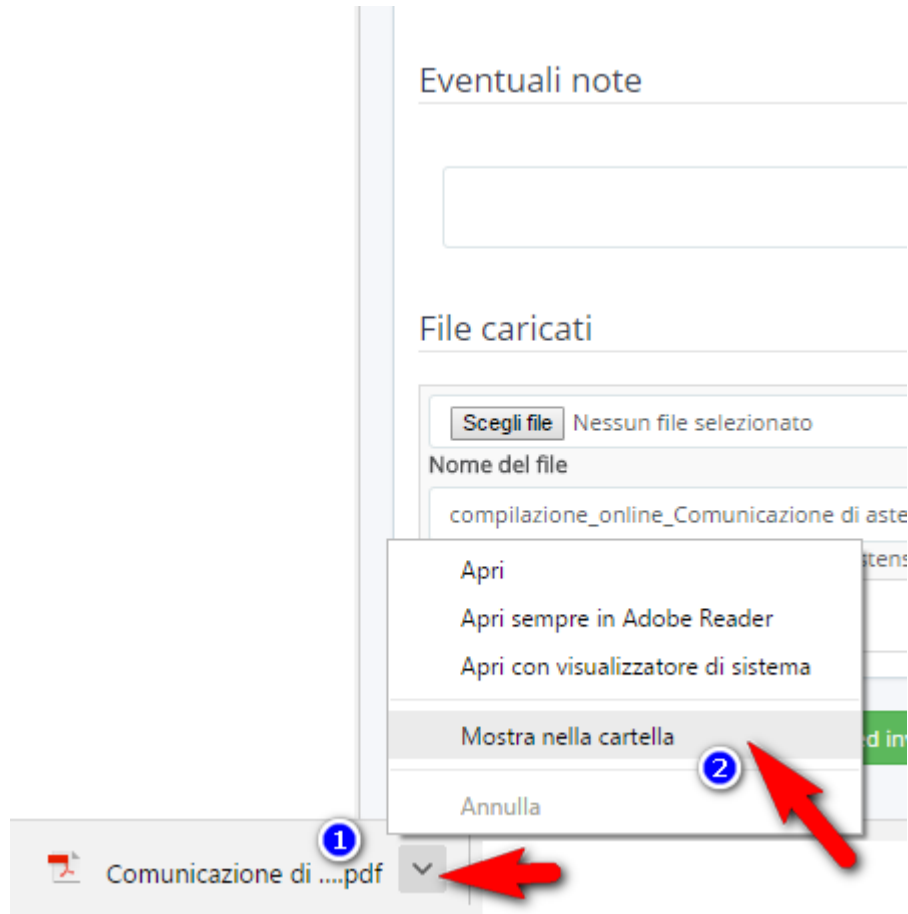 Eventuali note
File caricati
Scegli file Nessun file selezionato
Nome del file
compilazione_online_Comunicazione di aste
Apri
Apri sempre in Adobe Reader
Apri con visualizzatore di sistema
Mostra nella cartella
2
Annulla
1
Comunicazione di ....pdf